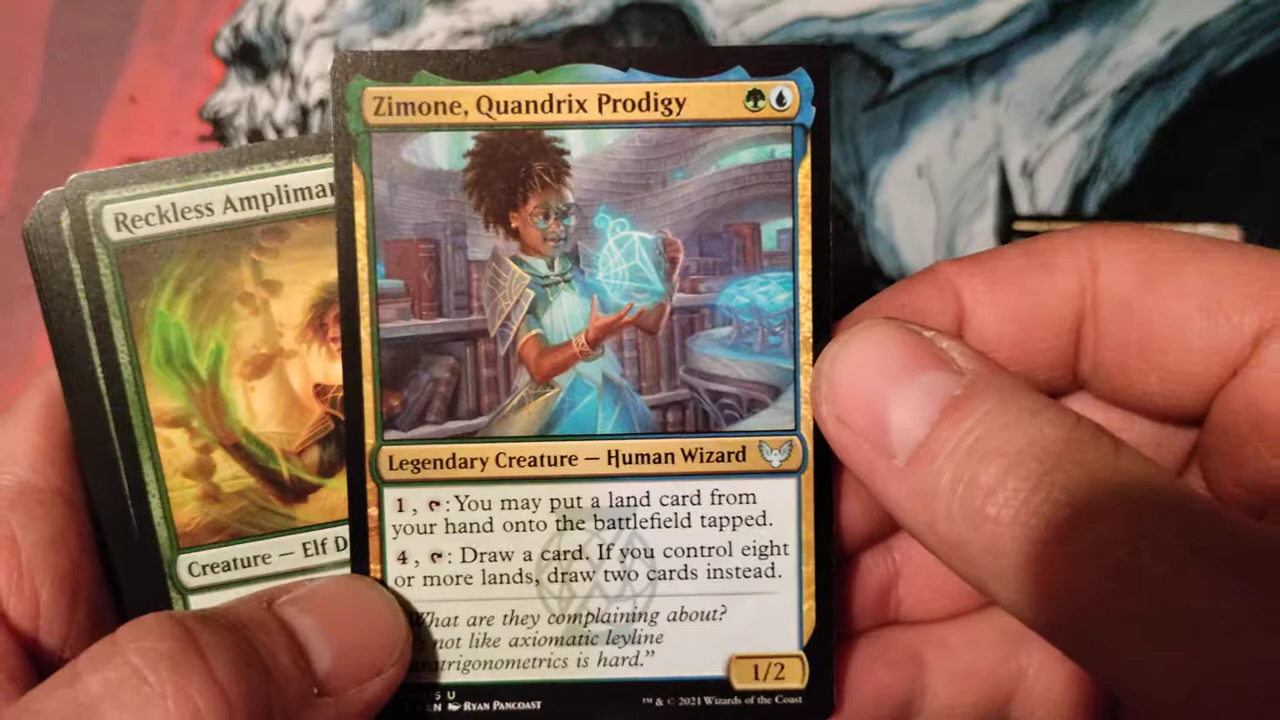 Zimone, Quandrix Prodigy
Reckless
Legendary Creature — Human Wizard
Creature — Elf
1, : You may put a land card from
your hand onto the battlefield tapped.
4, : Draw a card. If you control eight
or more lands, draw two cards instead.
What are they complaining about?
not like axiomatic leyline
is hard.”
1/2
U
EN RYAN PANCOAST
™ & © 2021 Wizards of the Coast